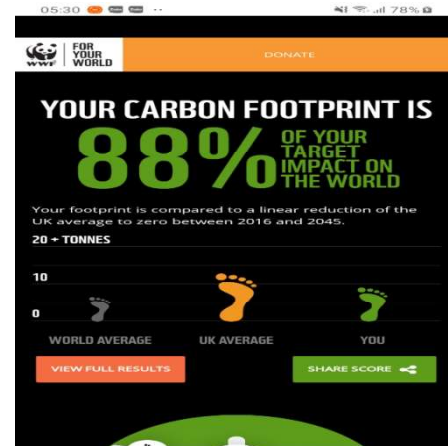 05:30
78%
WWF
FOR
YOUR
WORLD
DONATE
YOUR CARBON FOOTPRINT IS
88%
OF YOUR
TARGET
IMPACT ON
THE WORLD
Your footprint is compared to a linear reduction of the
UK average to zero between 2016 and 2045.
20 + TONNES
10
0
WORLD AVERAGE
UK AVERAGE
YOU
VIEW FULL RESULTS
SHARE SCORE